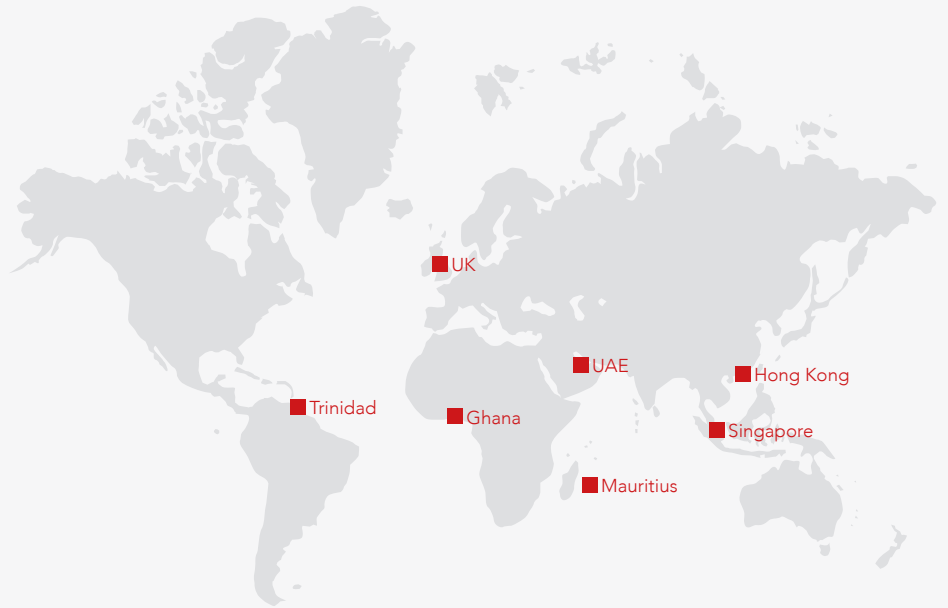 UK
UAE
Hong Kong
Trinidad
Ghana
Singapore
Mauritius